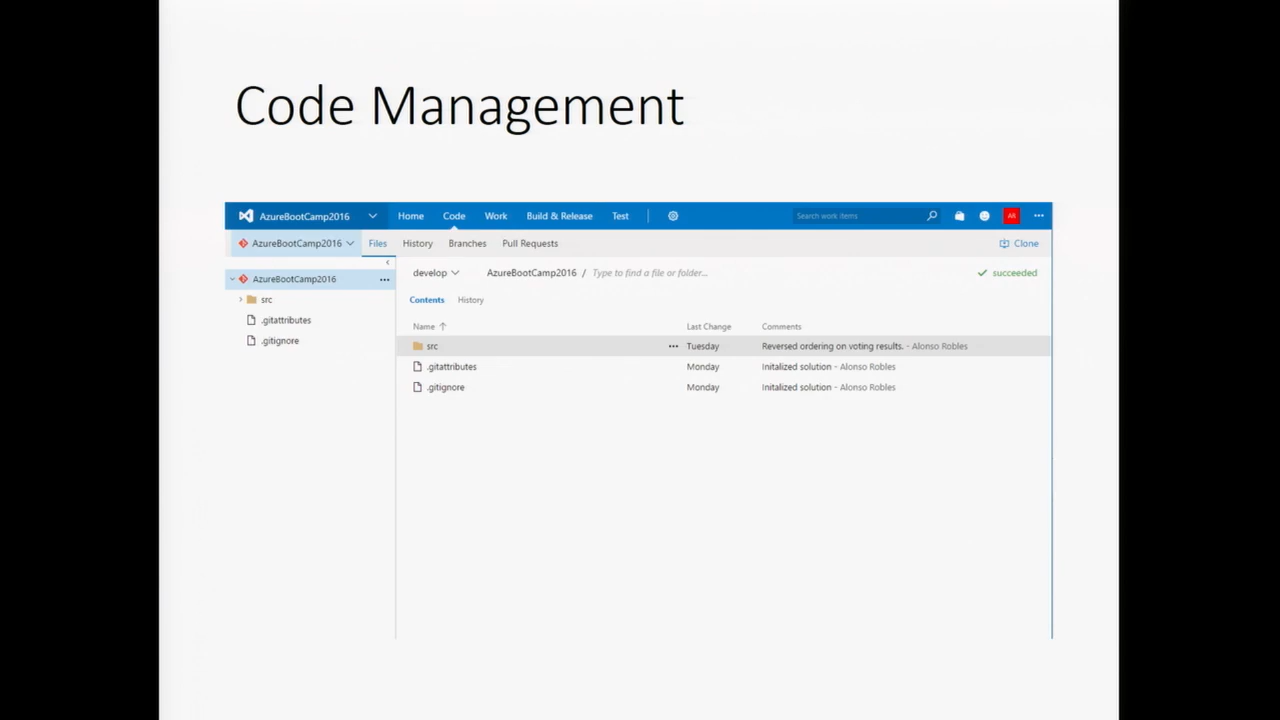 Code Management
AzureBootCamp2016 Home Code Work Build & Release Test Search work items AR
AzureBootCamp2016 Files History Branches Pull Requests Clone
AzureBootCamp2016
src
.gitattributes
.gitignore
develop AzureBootCamp2016 / Type to find a file or folder... succeeded
Contents History
Name Last Change Comments
src Tuesday Reversed ordering on voting results. - Alonso Robles
.gitattributes Monday Initalized solution - Alonso Robles
.gitignore Monday Initalized solution - Alonso Robles